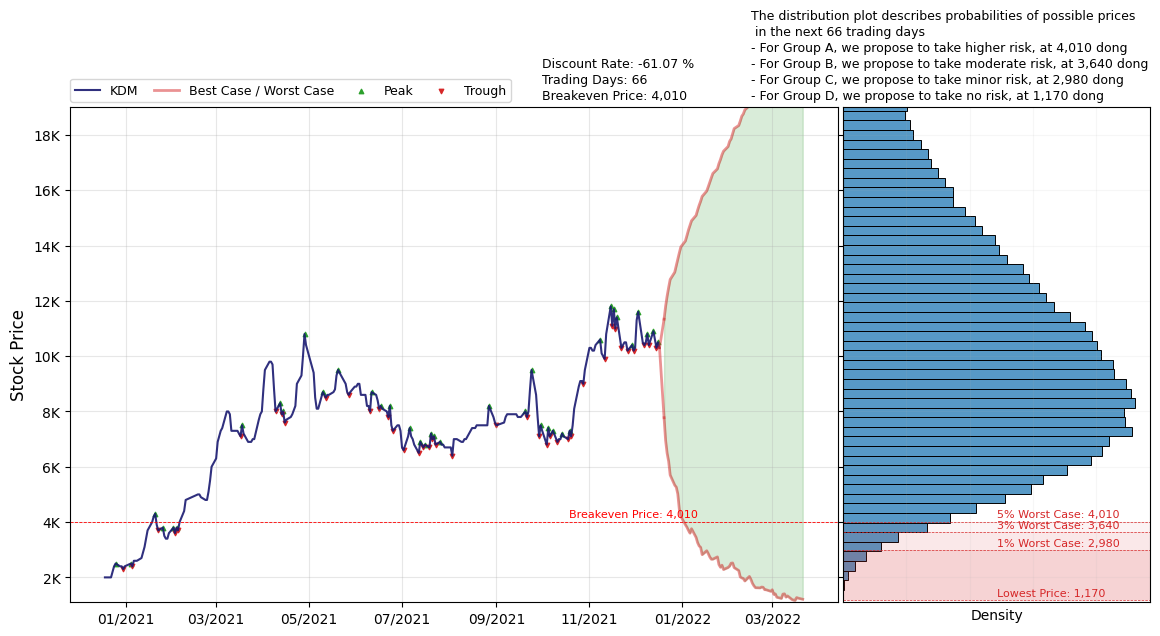 The distribution plot describes probabilities of possible prices
in the next 66 trading days
- For Group A, we propose to take higher risk, at 4,010 dong
- For Group B, we propose to take moderate risk, at 3,640 dong
- For Group C, we propose to take minor risk, at 2,980 dong
- For Group D, we propose to take no risk, at 1,170 dong
Discount Rate: -61.07 %
Trading Days: 66
Breakeven Price: 4,010
KDM
Best Case / Worst Case
Peak
Trough
Stock Price
18K
16K
14K
12K
10K
8K
6K
4K
2K
Breakeven Price: 4,010
5% Worst Case: 4,010
3% Worst Case: 3,640
1% Worst Case: 2,980
Lowest Price: 1,170
01/2021
03/2021
05/2021
07/2021
09/2021
11/2021
01/2022
03/2022
Density